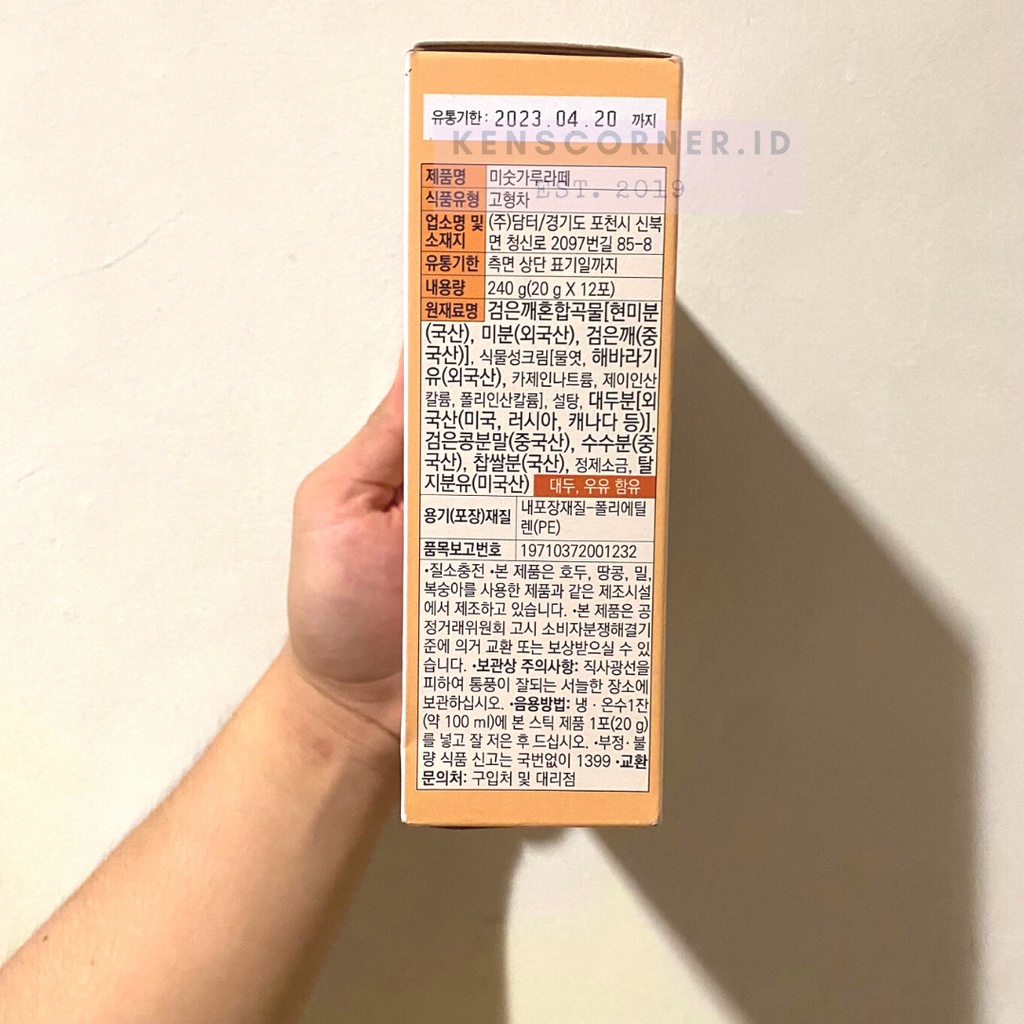 유통기한: 2023.04.20 까지
KENSCORNER.ID
EST. 2019
제품명 미숫가루라떼
식품유형 고형차
업소명 및 소재지 (주)담터/경기도 포천시 신북
면 청신로 2097번길 85-8
유통기한 측면 상단 표기일까지
내용량 240 g(20 g X 12포)
원재료명 검은깨혼합곡물[현미분
(국산), 미분(외국산), 검은깨(중
국산)], 식물성크림[물엿, 해바라기
유(외국산), 카제인나트륨, 제이인산
칼륨, 폴리인산칼륨], 설탕, 대두분[외
국산(미국, 러시아, 캐나다 등)],
검은콩분말(중국산), 수수분(중
국산), 찹쌀분(국산), 정제소금, 탈
지분유(미국산) 대두, 우유 함유
용기(포장)재질 내포장재질-폴리에틸
렌(PE)
품목보고번호 19710372001232
•질소충전 •본 제품은 호두, 땅콩, 밀,
복숭아를 사용한 제품과 같은 제조시설
에서 제조하고 있습니다. •본 제품은 공
정거래위원회 고시 소비자분쟁해결기
준에 의거 교환 또는 보상받으실 수 있
습니다. •보관상 주의사항: 직사광선을
피하여 통풍이 잘되는 서늘한 장소에
보관하십시오. •음용방법: 냉 · 온수1잔
(약 100 ml)에 본 스틱 제품 1포(20 g)
를 넣고 잘 저은 후 드십시오. •부정·불
량 식품 신고는 국번없이 1399 •교환
문의처: 구입처 및 대리점